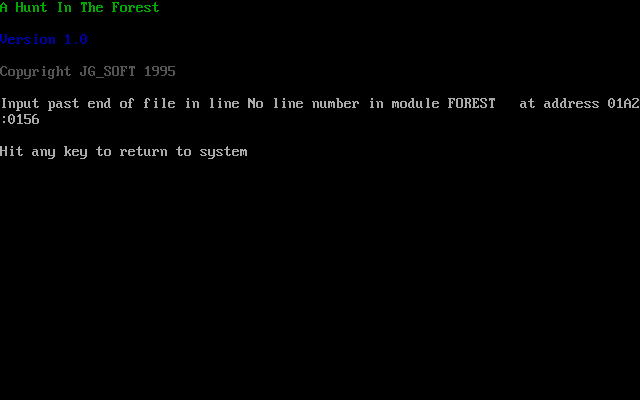 A Hunt In The Forest
Version 1.0
Copyright JG_SOFT 1995
Input past end of file in line No line number in module FOREST   at address 01A2
:0156
Hit any key to return to system